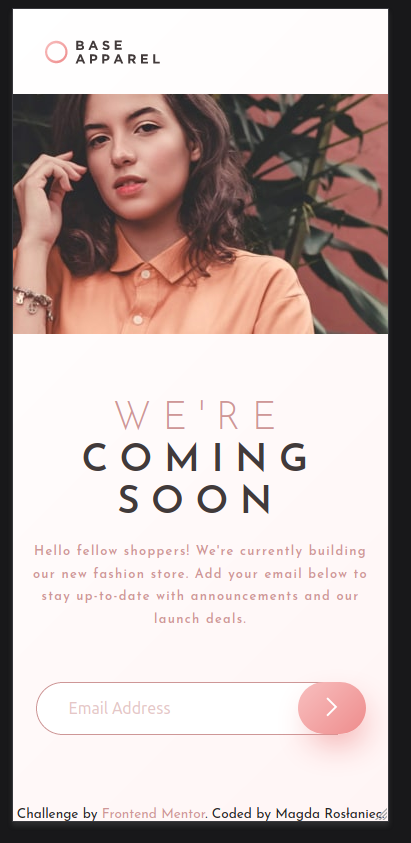 BASE
APPAREL
WE'RE
COMING
SOON
Hello fellow shoppers! We're currently building
our new fashion store. Add your email below to
stay up-to-date with announcements and our
launch deals.
Email Address
Challenge by Frontend Mentor. Coded by Magda Rosłaniec.